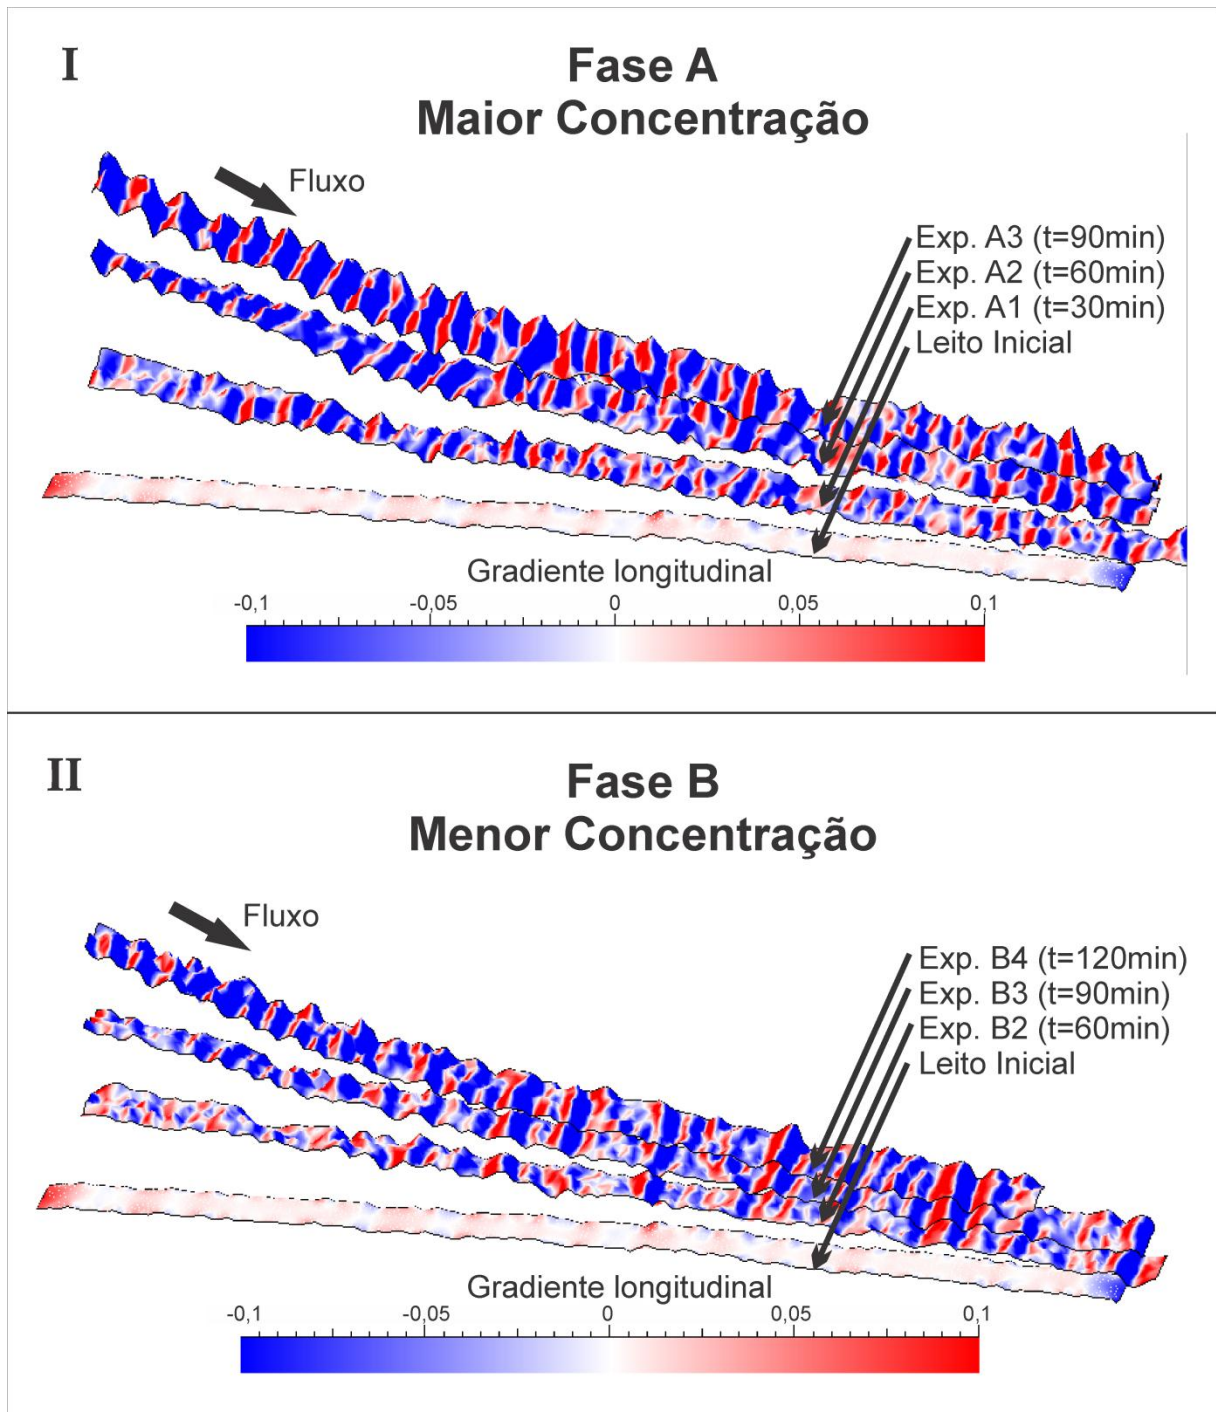 I
Fase A
Maior Concentração
Fluxo
Exp. A3 (t=90min)
Exp. A2 (t=60min)
Exp. A1 (t=30min)
Leito Inicial
Gradiente longitudinal
-0,1 -0,05 0 0,05 0,1
II
Fase B
Menor Concentração
Fluxo
Exp. B4 (t=120min)
Exp. B3 (t=90min)
Exp. B2 (t=60min)
Leito Inicial
Gradiente longitudinal
-0,1 -0,05 0 0,05 0,1